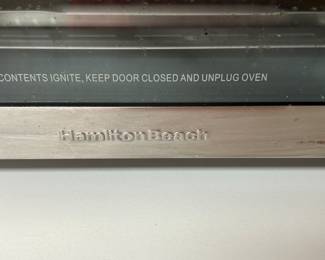 CONTENTS IGNITE, KEEP DOOR CLOSED AND UNPLUG OVEN
Hamilton Beach